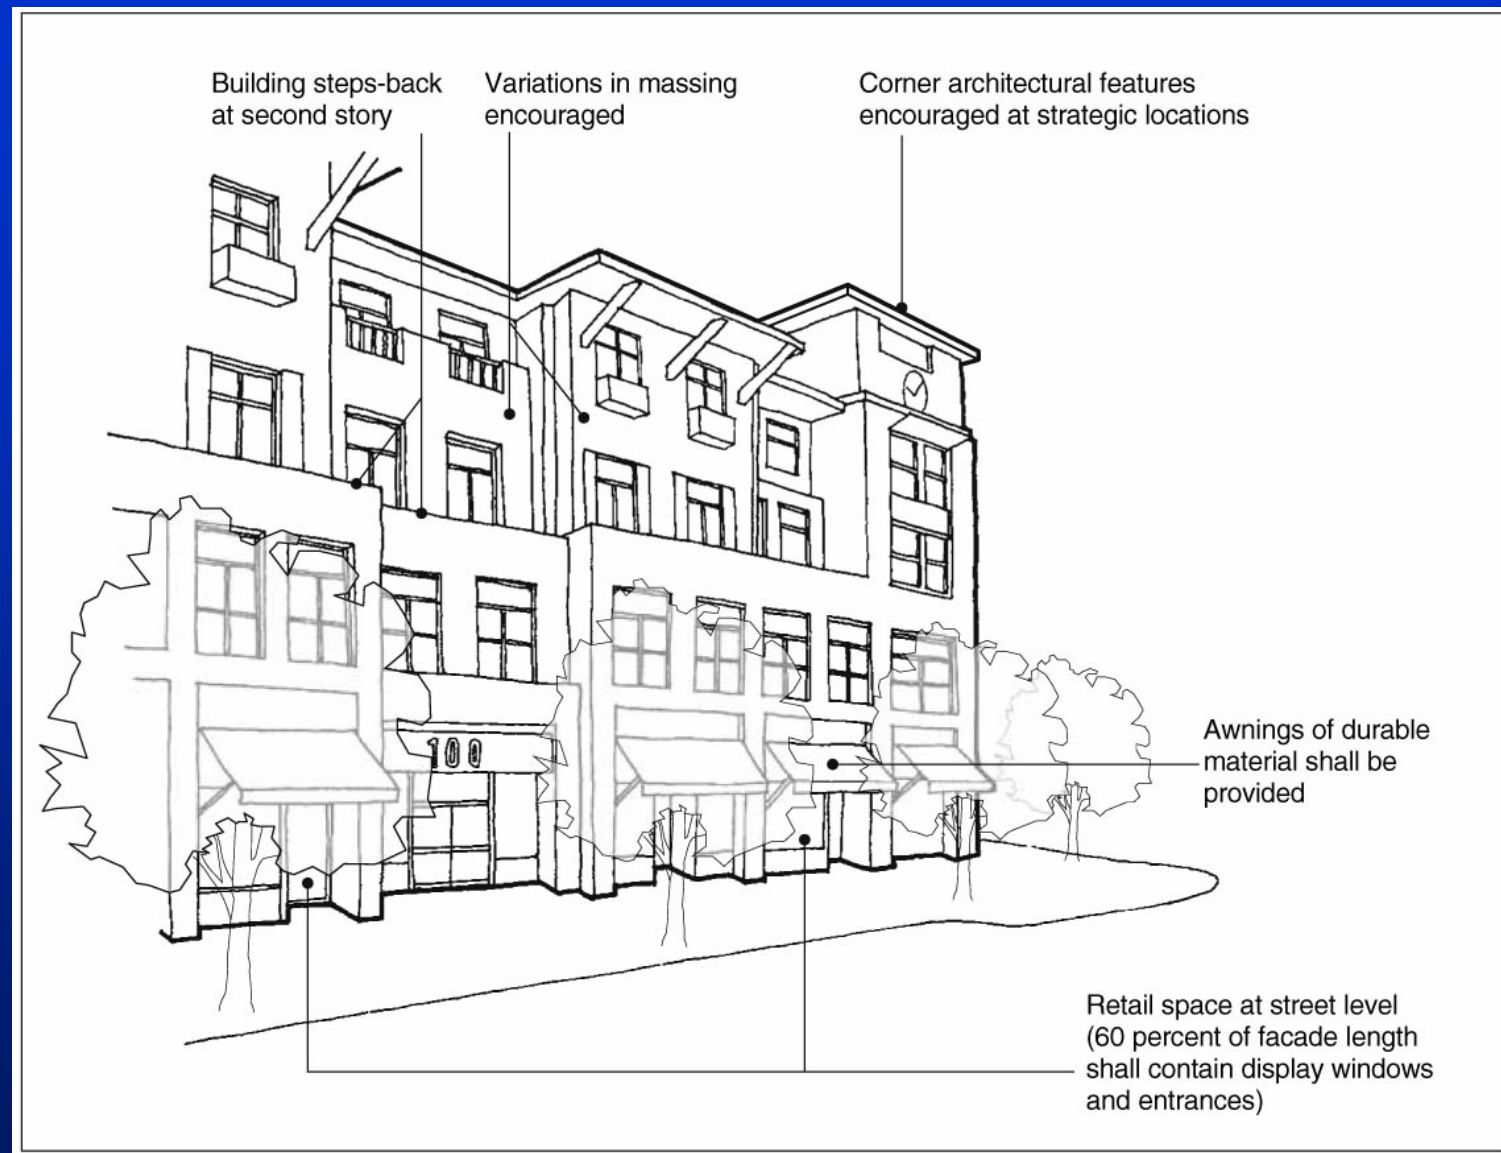 Building steps-back
at second story
Variations in massing
encouraged
Corner architectural features
encouraged at strategic locations
100
Awnings of durable
material shall be
provided
Retail space at street level
(60 percent of facade length
shall contain display windows
and entrances)